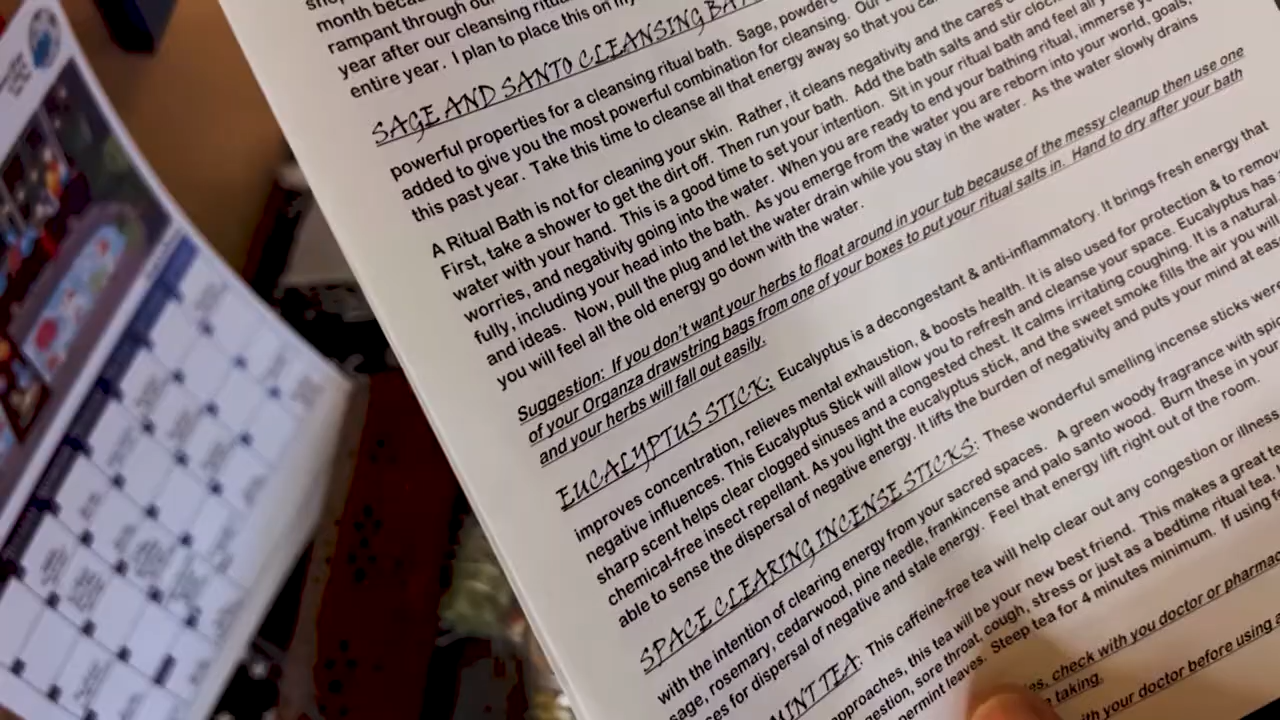 month beca
rampant through our
year after our cleansing ritua
entire year. I plan to place this on my
SAGE AND SANTO CLEANSING BAT
powerful properties for a cleansing ritual bath. Sage, powdere
added to give you the most powerful combination for cleansing. Our
this past year. Take this time to cleanse all that energy away so that you ca
A Ritual Bath is not for cleaning your skin. Rather, it cleans negativity and the cares o
First, take a shower to get the dirt off. Then run your bath. Add the bath salts and stir cloc
water with your hand. This is a good time to set your intention. Sit in your ritual bath and feel all y
worries, and negativity going into the water. When you are ready to end your bathing ritual, immerse yo
fully, including your head into the bath. As you emerge from the water you are reborn into your world, goals,
and ideas. Now, pull the plug and let the water drain while you stay in the water. As the water slowly drains
you will feel all the old energy go down with the water.
Suggestion: If you don't want your herbs to float around in your tub because of the messy cleanup then use one
of your Organza drawstring bags from one of your boxes to put your ritual salts in. Hand to dry after your bath
and your herbs will fall out easily.
EUCALYPTUS STICK: Eucalyptus is a decongestant & anti-inflammatory. It brings fresh energy that
improves concentration, relieves mental exhaustion, & boosts health. It is also used for protection & to remov
negative influences. This Eucalyptus Stick will allow you to refresh and cleanse your space. Eucalyptus has
sharp scent helps clear clogged sinuses and a congested chest. It calms irritating coughing. It is a natural
chemical-free insect repellant. As you light the eucalyptus stick, and the sweet smoke fills the air you will
able to sense the dispersal of negative energy. It lifts the burden of negativity and puts your mind at eas
SPACE CLEARING INCENSE STICKS: These wonderful smelling incense sticks were
with the intention of clearing energy from your sacred spaces. A green woody fragrance with spi
sage, rosemary, cedarwood, pine needle, frankincense and palo santo wood. Burn these in your
es for dispersal of negative and stale energy. Feel that energy lift right out of the room.
MINT TEA: This caffeine-free tea will help clear out any congestion or illness
approaches, this tea will be your new best friend. This makes a great te
gestion, sore throat, cough, stress or just as a bedtime ritual tea.
permint leaves. Steep tea for 4 minutes minimum. If using f
es, check with you doctor or pharmac
e taking.
with your doctor before using a